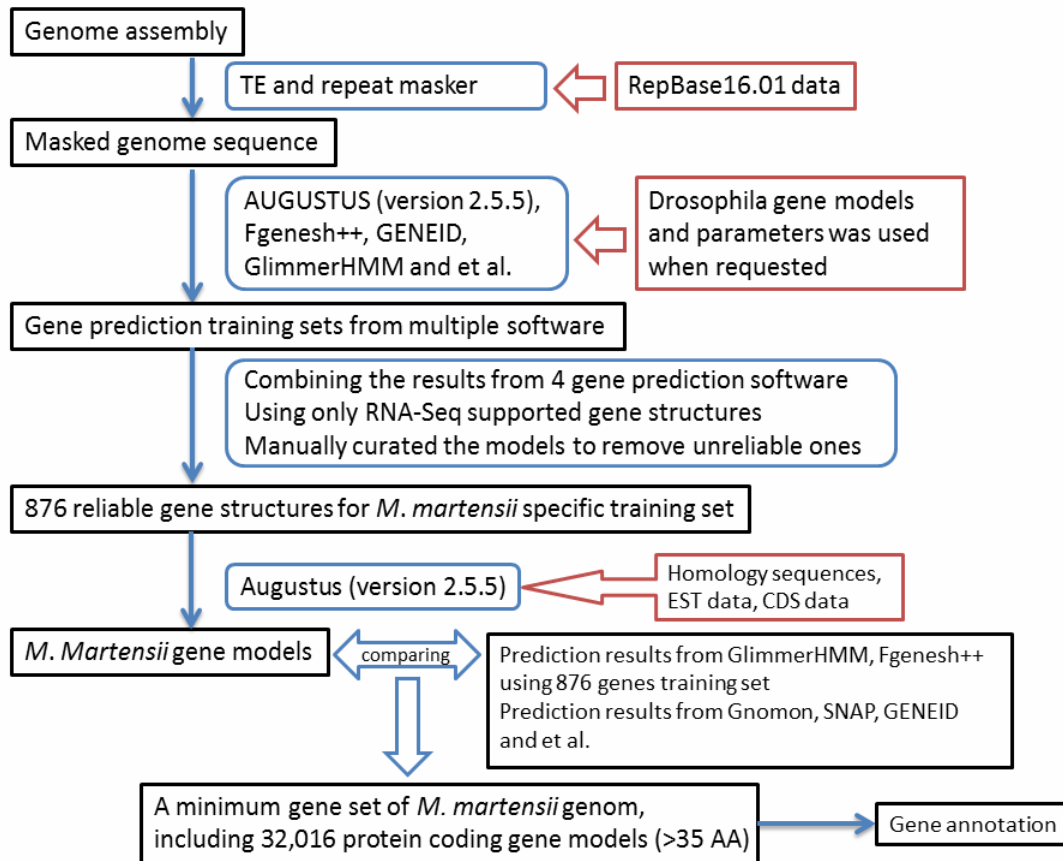 Genome assembly
TE and repeat masker
RepBase16.01 data
Masked genome sequence
AUGUSTUS (version 2.5.5),
Fgenesh++, GENEID,
GlimmerHMM and et al.
Drosophila gene models
and parameters was used
when requested
Gene prediction training sets from multiple software
Combining the results from 4 gene prediction software
Using only RNA-Seq supported gene structures
Manually curated the models to remove unreliable ones
876 reliable gene structures for M. martensii specific training set
Augustus (version 2.5.5)
Homology sequences,
EST data, CDS data
M. Martensii gene models
comparing
Prediction results from GlimmerHMM, Fgenesh++
using 876 genes training set
Prediction results from Gnomon, SNAP, GENEID
and et al.
A minimum gene set of M. martensii genom,
including 32,016 protein coding gene models (>35 AA)
Gene annotation